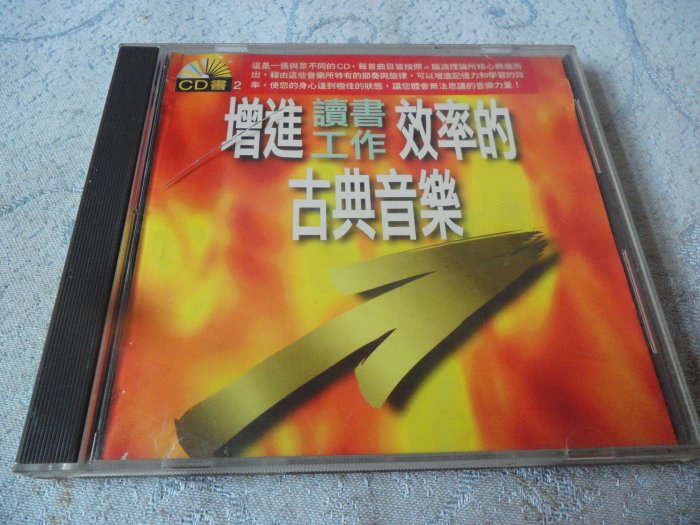 CD書 2
這是一張與眾不同的CD，每首曲目皆按照α腦波理論所精心篩選而
出，藉由這些音樂所特有的節奏與旋律，可以增進記憶力和學習的效
率，使您的身心達到極佳的狀態，讓您體會無法思議的音樂力量！
增進 讀書 效率的
工作
古典音樂